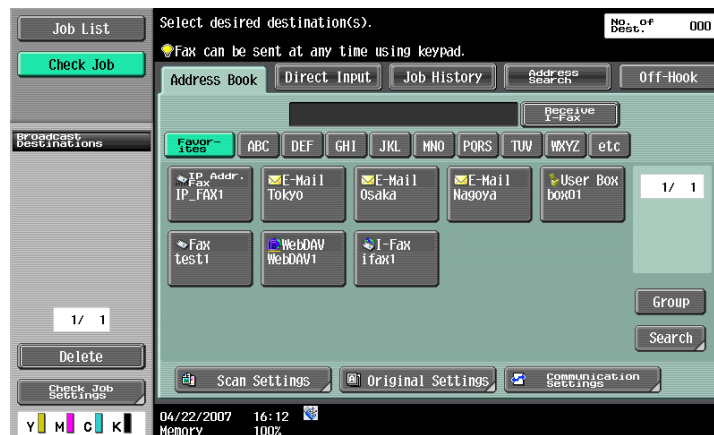 Job List
Check Job
Broadcast
Destinations
1/ 1
Delete
Check Job
Settings
Y M C K
Select desired destination(s).
No. of
Dest. 000
Fax can be sent at any time using keypad.
Address Book
Direct Input
Job History
Address
Search
Off-Hook
Receive
I-Fax
Favor-
ites
ABC
DEF
GHI
JKL
MNO
PQRS
TUV
WXYZ
etc
IP Addr.
Fax
IP_FAX1
E-Mail
Tokyo
E-Mail
Osaka
E-Mail
Nagoya
User Box
box01
1/ 1
Fax
test1
WebDAV
WebDAV1
I-Fax
ifax1
Group
Search
Scan Settings
Original Settings
Communication
Settings
04/22/2007 16:12
Memory 100%